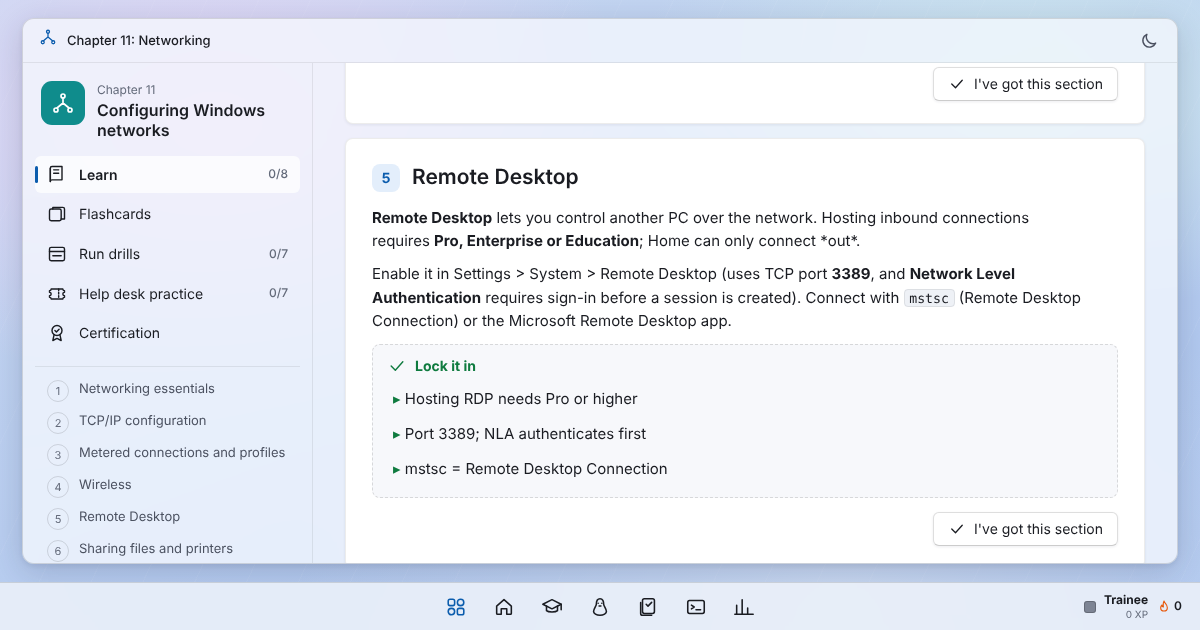 Chapter 11: Networking
Chapter 11
Configuring Windows
networks
Learn 0/8
Flashcards
Run drills 0/7
Help desk practice 0/7
Certification
1 Networking essentials
2 TCP/IP configuration
3 Metered connections and profiles
4 Wireless
5 Remote Desktop
6 Sharing files and printers
I've got this section
5 Remote Desktop
Remote Desktop lets you control another PC over the network. Hosting inbound connections
requires Pro, Enterprise or Education; Home can only connect *out*.
Enable it in Settings > System > Remote Desktop (uses TCP port 3389, and Network Level
Authentication requires sign-in before a session is created). Connect with mstsc (Remote Desktop
Connection) or the Microsoft Remote Desktop app.
Lock it in
▸ Hosting RDP needs Pro or higher
▸ Port 3389; NLA authenticates first
▸ mstsc = Remote Desktop Connection
I've got this section
Trainee
0 XP
0